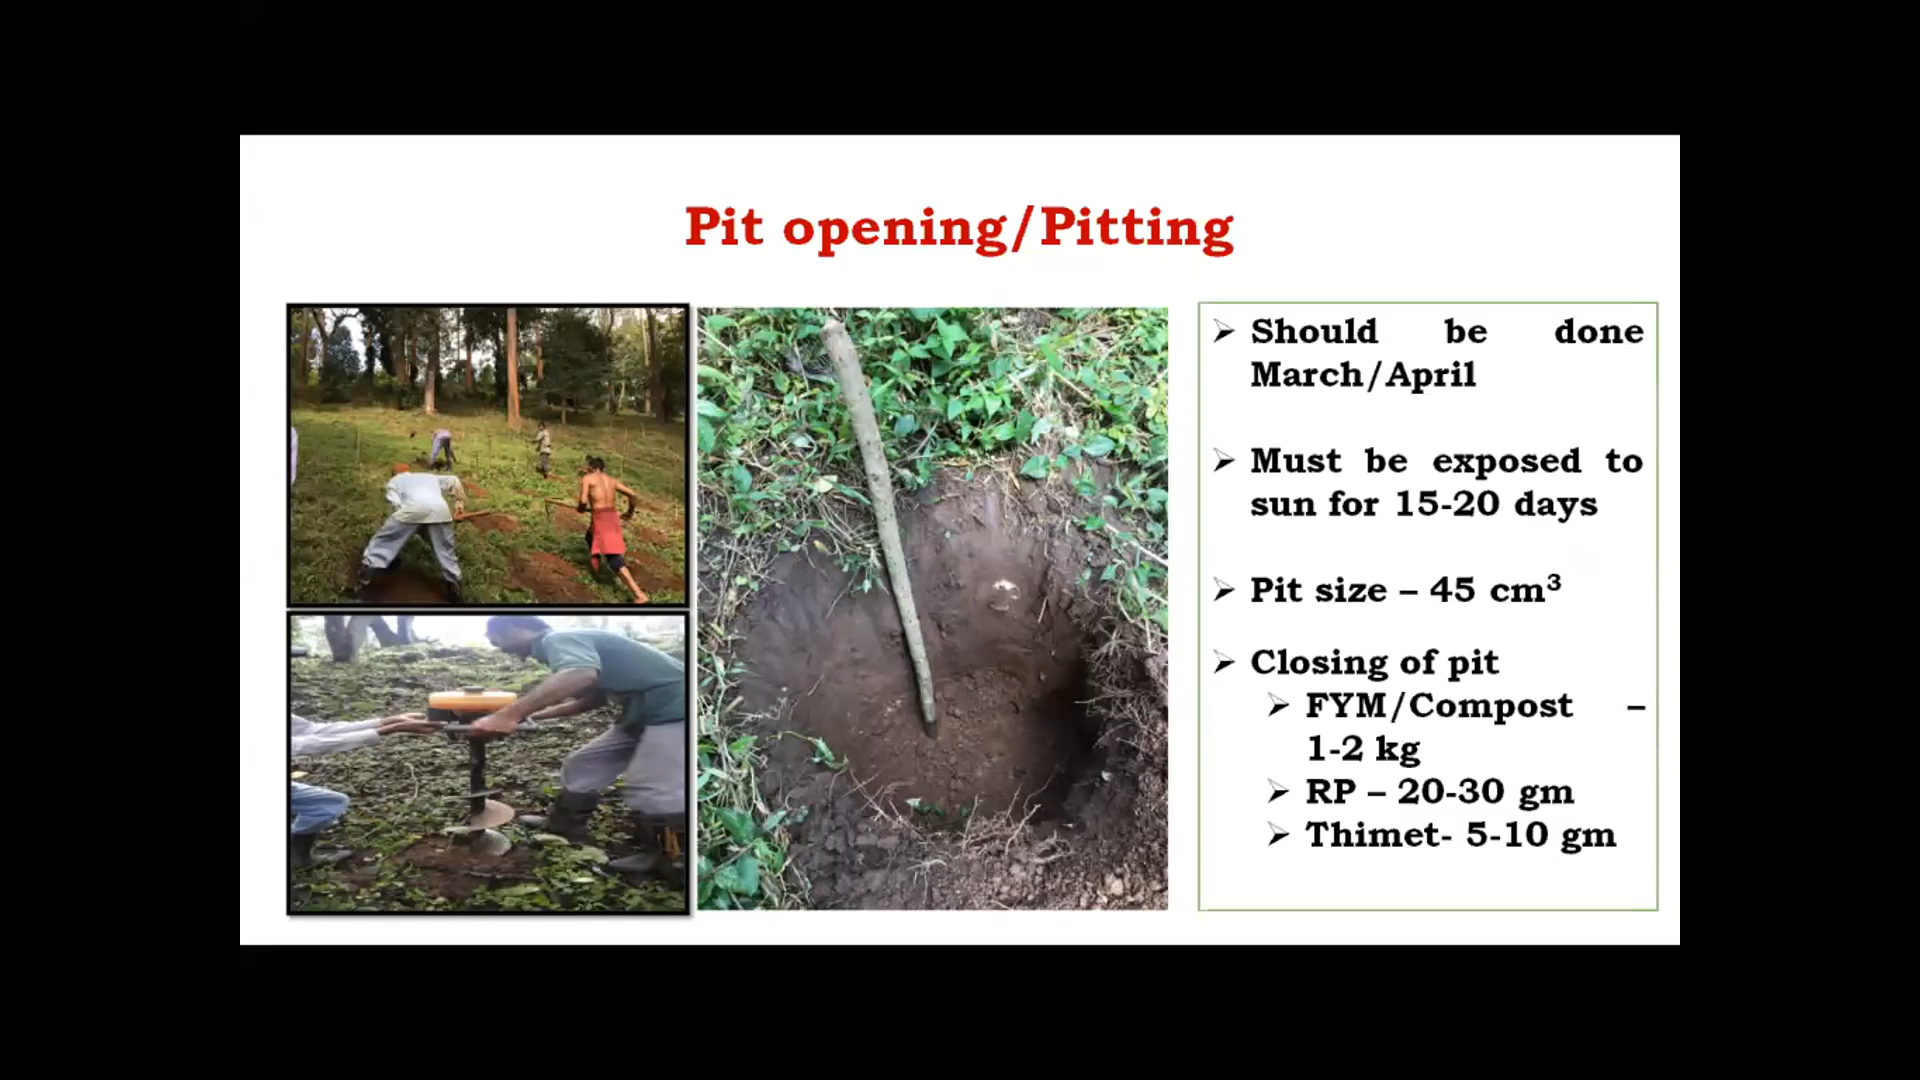 Pit opening/Pitting
➢ Should be done
March/April
➢ Must be exposed to
sun for 15-20 days
➢ Pit size – 45 cm³
➢ Closing of pit
➢ FYM/Compost –
1-2 kg
➢ RP – 20-30 gm
➢ Thimet- 5-10 gm